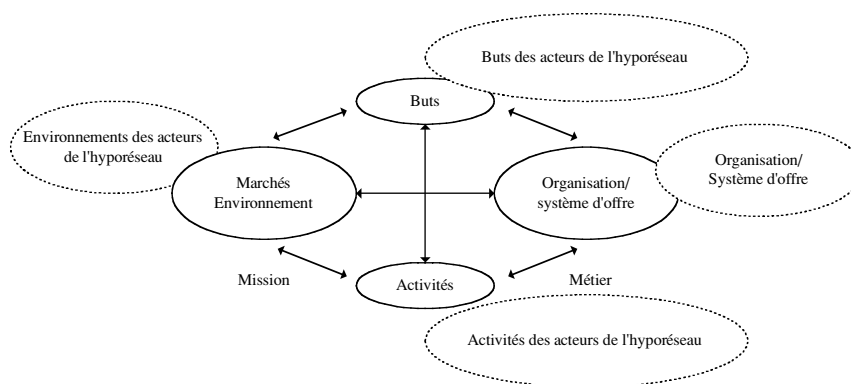 Buts des acteurs de l'hyporéseau
Buts
Environnements des acteurs
de l'hyporéseau
Marchés
Environnement
Organisation/
système d'offre
Organisation/
Système d'offre
Mission
Activités
Métier
Activités des acteurs de l'hyporéseau